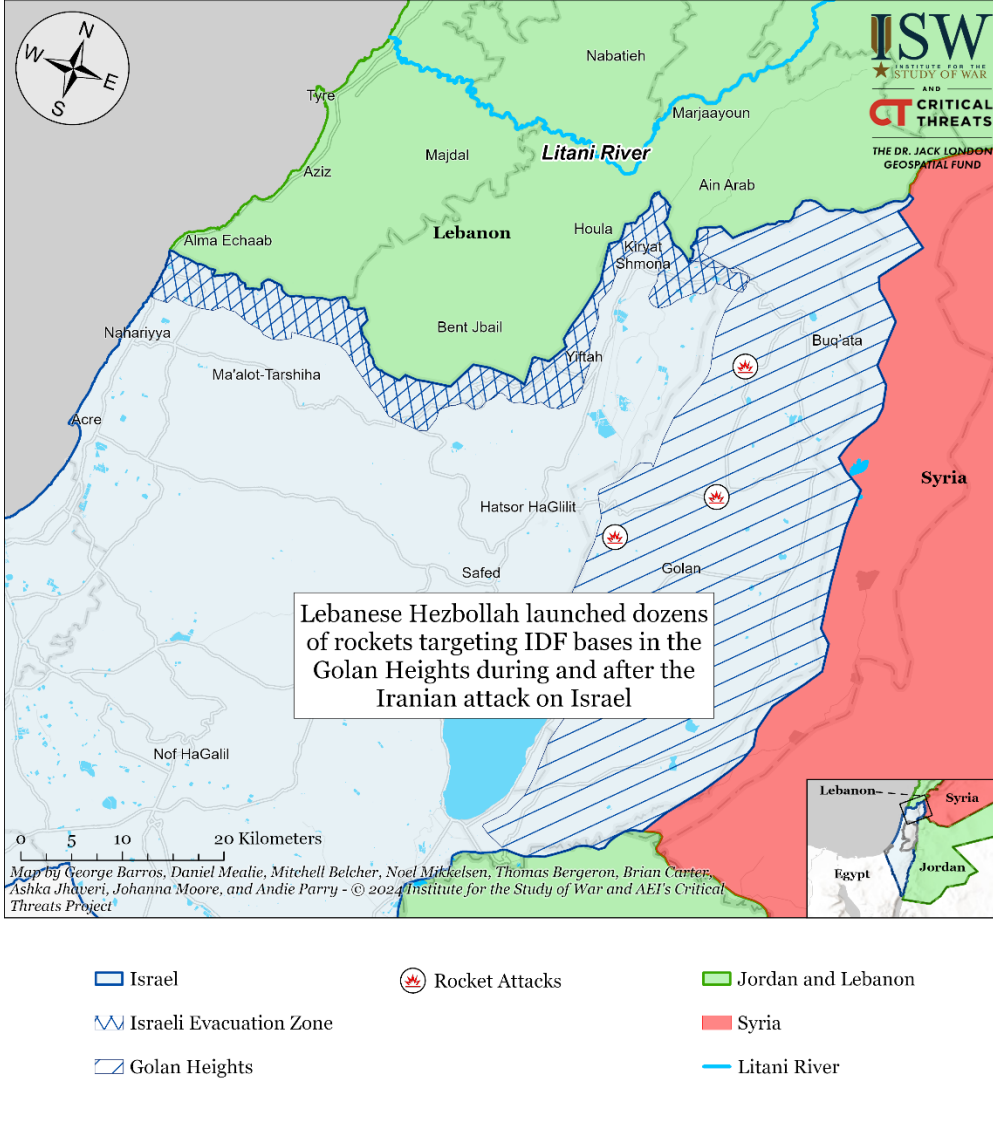 N
W
E
S
ISW
INSTITUTE FOR THE
STUDY OF WAR
AND
CT CRITICAL
THREATS
THE DR. JACK LONDON
GEOSPATIAL FUND
Nabatieh
Tyre
Marjaayoun
Majdal
Litani River
Aziz
Ain Arab
Alma Echaab
Lebanon
Houla
Kiryat
Shmona
Nahariyya
Bent Jbail
Buq'ata
Yiftah
Ma'alot-Tarshiha
Acre
Syria
Hatsor HaGlilit
Safed
Golan
Lebanese Hezbollah launched dozens
of rockets targeting IDF bases in the
Golan Heights during and after the
Iranian attack on Israel
Nof HaGalil
0 5 10 20 Kilometers
Map by George Barros, Daniel Mealie, Mitchell Belcher, Noel Mikkelsen, Thomas Bergeron, Brian Carter,
Ashka Jhaveri, Johanna Moore, and Andie Parry - © 2024 Institute for the Study of War and AEI's Critical
Threats Project
Lebanon
Syria
Egypt
Jordan
Israel
Israeli Evacuation Zone
Golan Heights
Rocket Attacks
Jordan and Lebanon
Syria
Litani River